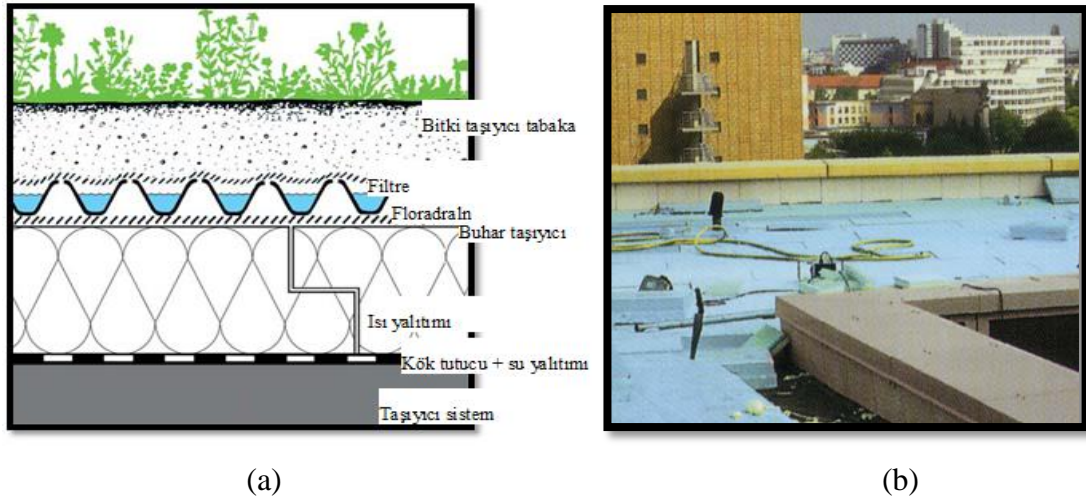 Bitki taşıyıcı tabaka
Filtre
Floradraln
Buhar taşıyıcı
Isı yalıtımı
Kök tutucu + su yalıtımı
Taşıyıcı sistem
(a)
(b)